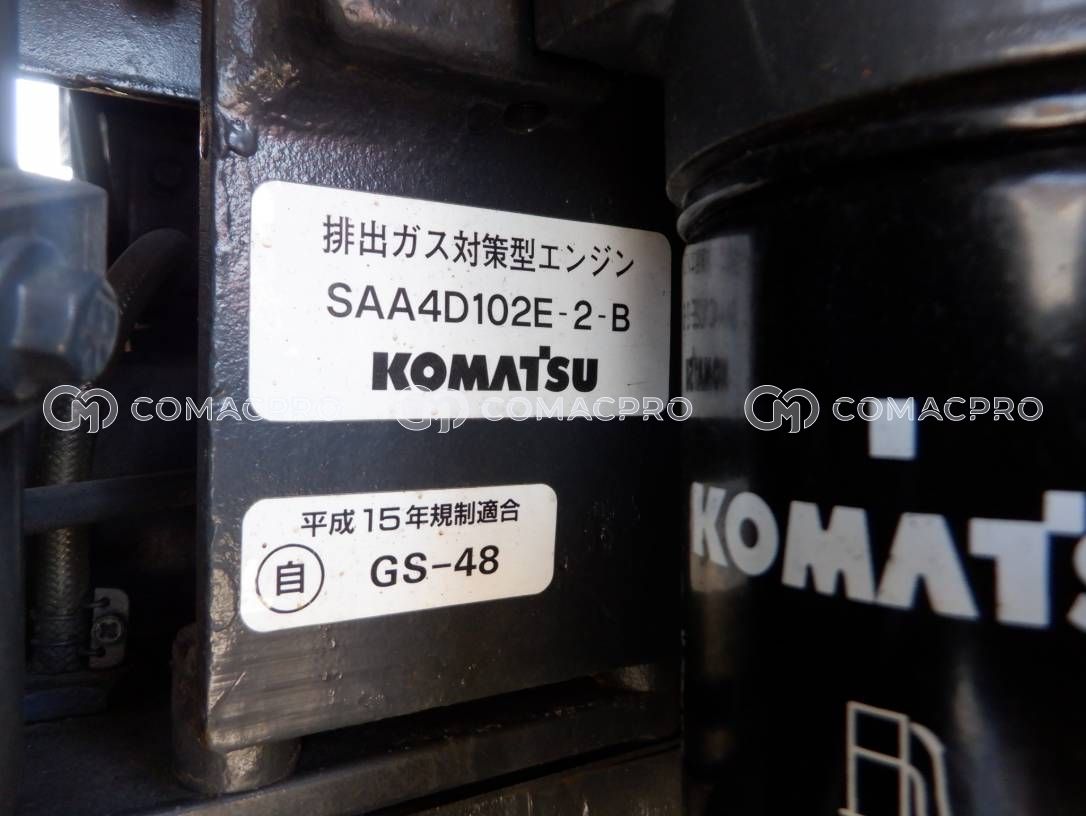 排出ガス対策型エンジン
SAA4D102E-2-B
KOMATSU
COMACPRO COMACPRO COMACPRO
平成15年規制適合
自 GS-48
KOMATS